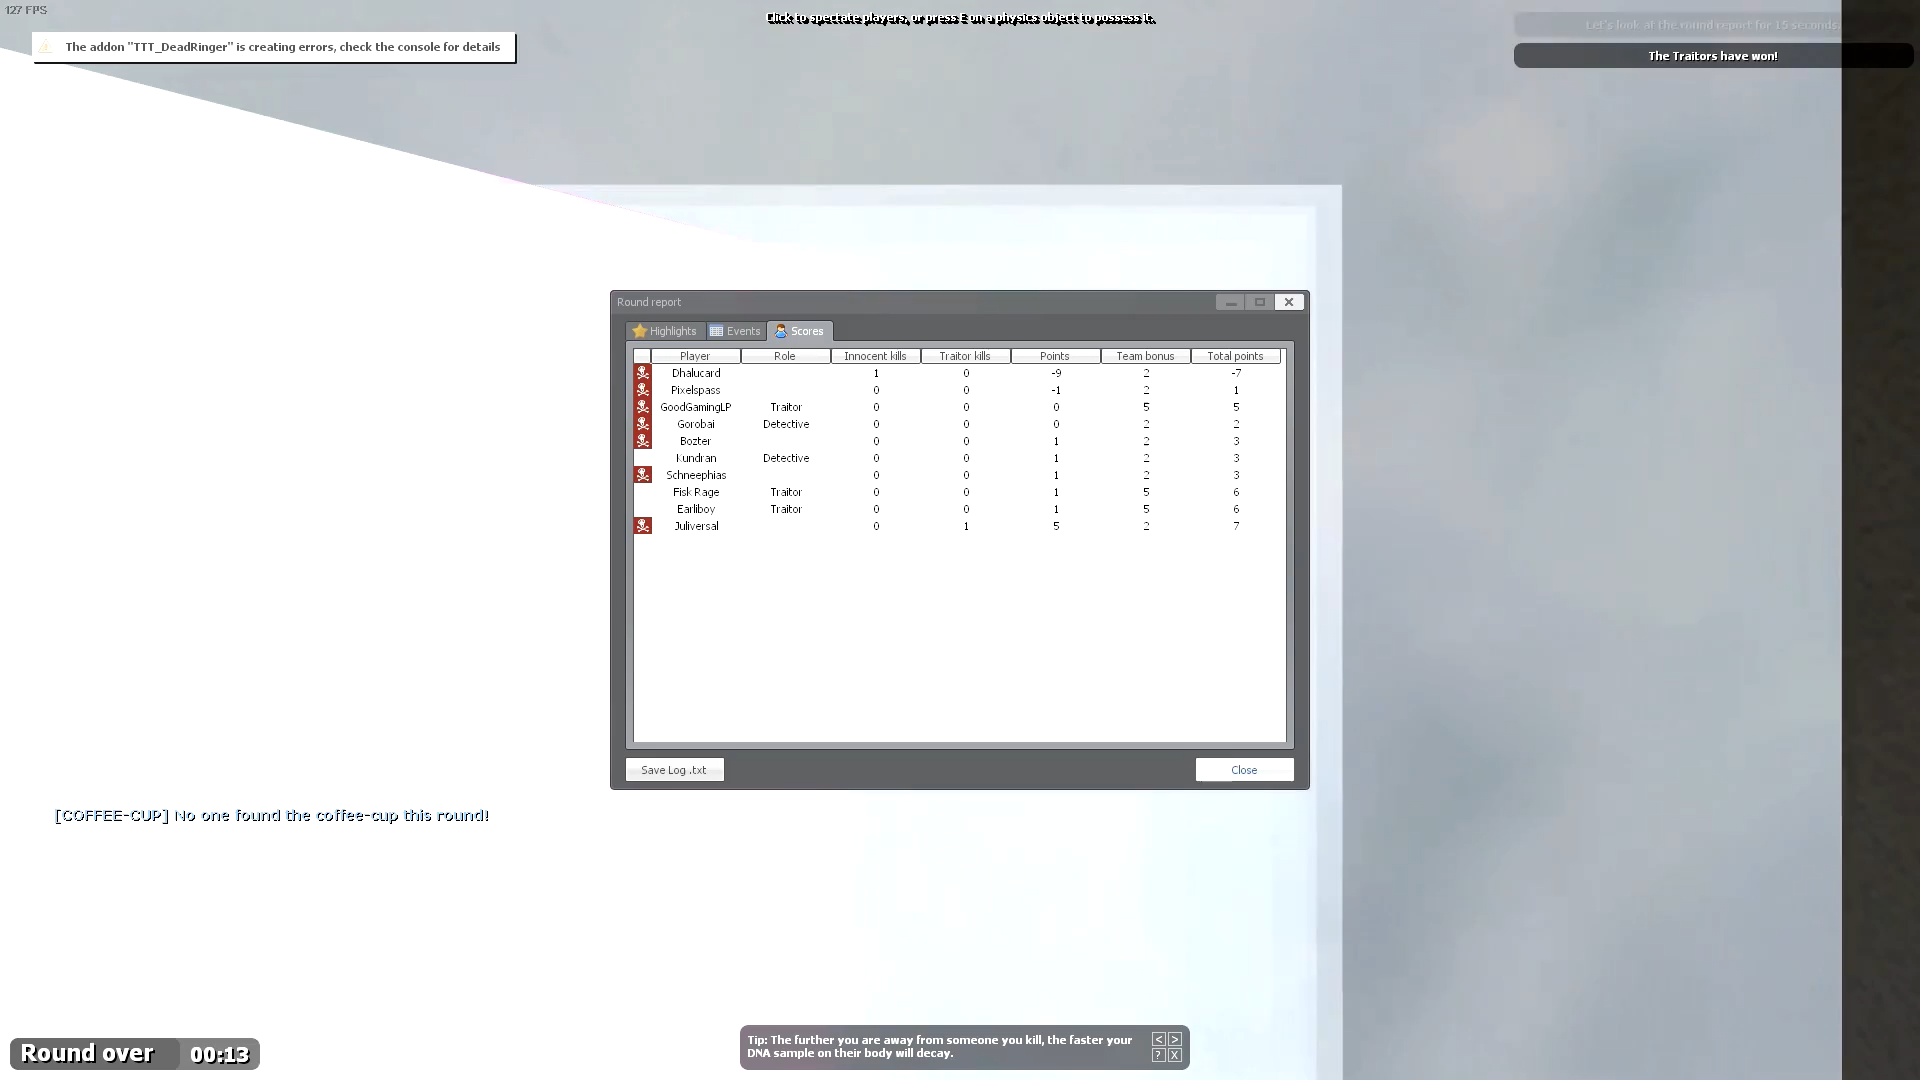 127 FPS
Click to spectate players, or press E on a physics object to possess it.
Let's look at the round report for 15 seconds.
The addon "TTT_DeadRinger" is creating errors, check the console for details
The Traitors have won!
Round report
Highlights Events Scores
Player Role Innocent kills Traitor kills Points Team bonus Total points
Dhalucard 1 0 -9 2 -7
Pixelspass 0 0 -1 2 1
GoodGamingLP Traitor 0 0 0 5 5
Gorobai Detective 0 0 0 2 2
Bozter 0 0 1 2 3
Kundran Detective 0 0 1 2 3
Schneephias 0 0 1 2 3
Fisk Rage Traitor 0 0 1 5 6
Earliboy Traitor 0 0 1 5 6
Juliversal 0 1 5 2 7
Save Log .txt Close
[COFFEE-CUP] No one found the coffee-cup this round!
Round over 00:13
Tip: The further you are away from someone you kill, the faster your
DNA sample on their body will decay.
< >
? X